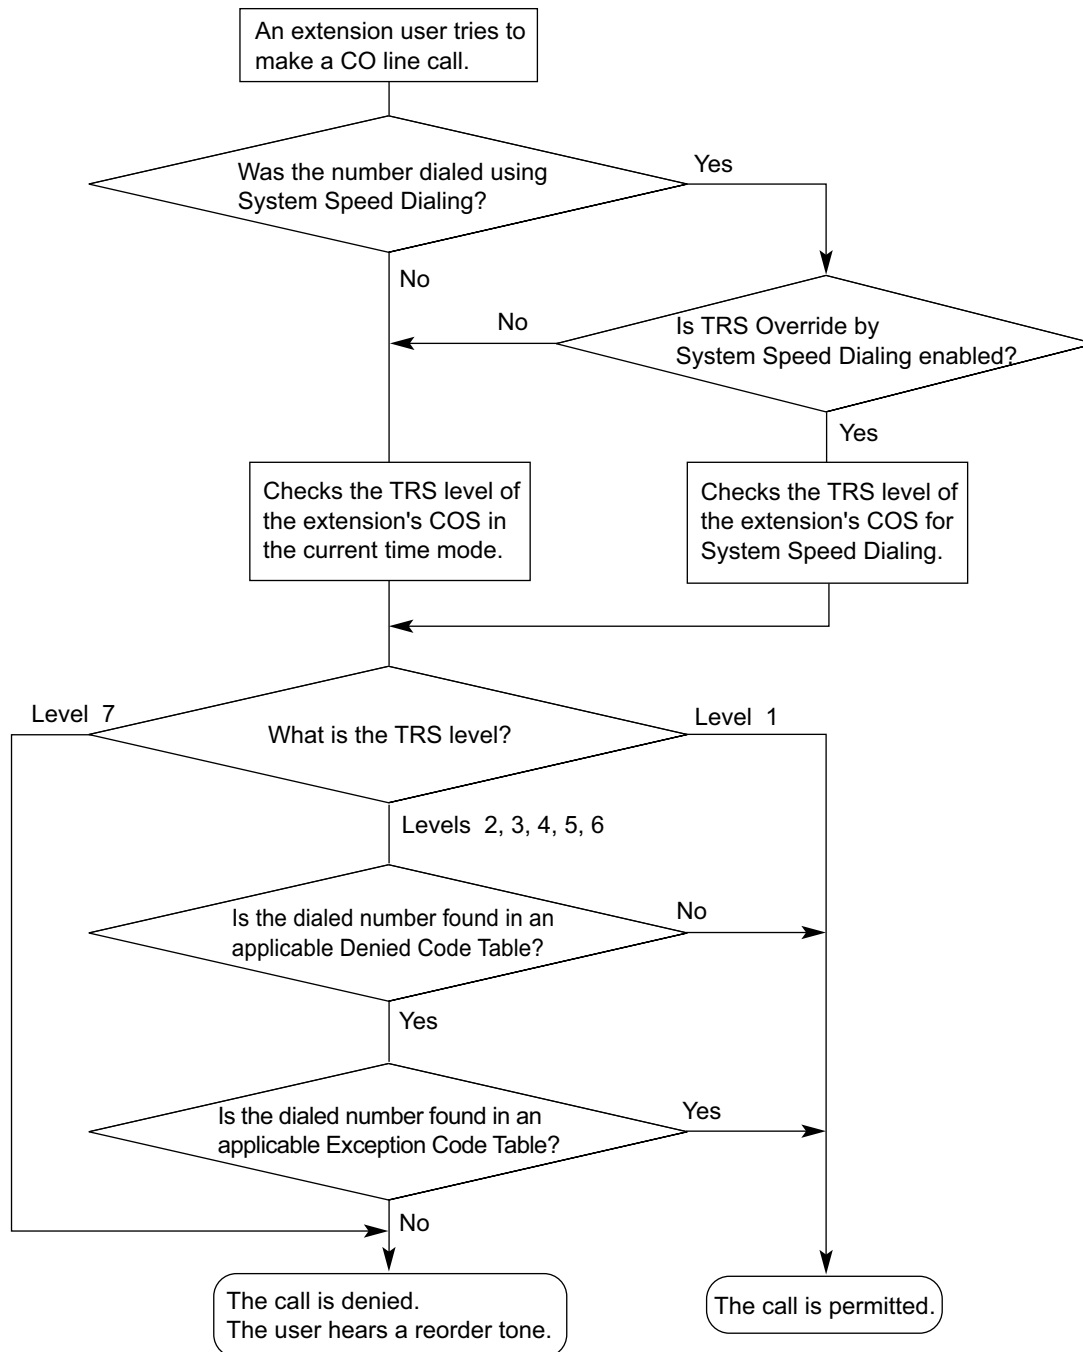 An extension user tries to
make a CO line call.
Was the number dialed using
System Speed Dialing?
Yes
No
Is TRS Override by
System Speed Dialing enabled?
No
Yes
Checks the TRS level of
the extension's COS in
the current time mode.
Checks the TRS level of
the extension's COS for
System Speed Dialing.
What is the TRS level?
Level 7
Level 1
Levels 2, 3, 4, 5, 6
Is the dialed number found in an
applicable Denied Code Table?
No
Yes
Is the dialed number found in an
applicable Exception Code Table?
Yes
No
The call is denied.
The user hears a reorder tone.
The call is permitted.